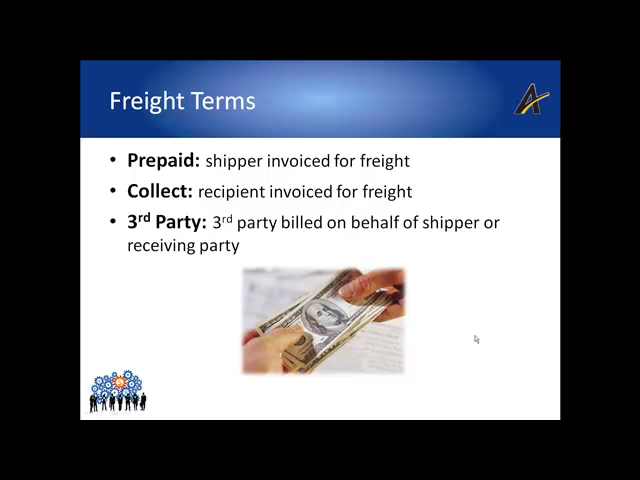 Freight Terms
• Prepaid: shipper invoiced for freight
• Collect: recipient invoiced for freight
• 3rd Party: 3rd party billed on behalf of shipper or
receiving party